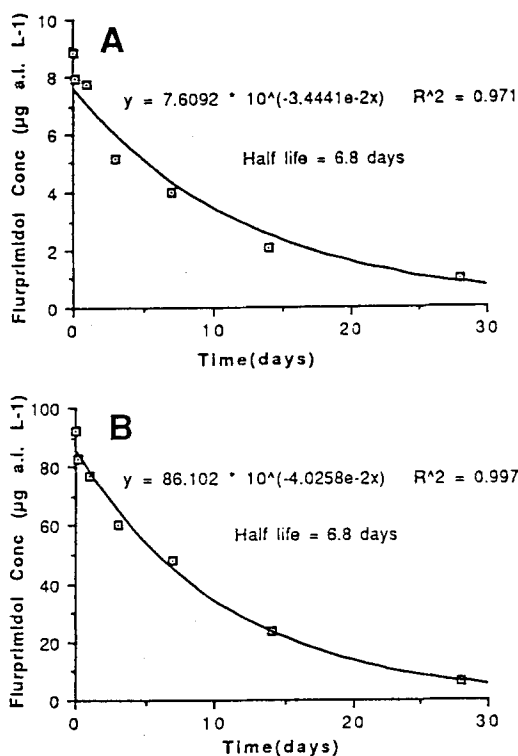 A
10
8
6
4
2
0
Flurprimidol Conc (µg a.i. L-1)
y = 7.6092 * 10^(-3.4441e-2x) R^2 = 0.971
Half life = 6.8 days
0 10 20 30
Time(days)
B
100
80
60
40
20
0
Flurprimidol Conc (µg a.i. L-1)
y = 86.102 * 10^(-4.0258e-2x) R^2 = 0.997
Half life = 6.8 days
0 10 20 30
Time(days)